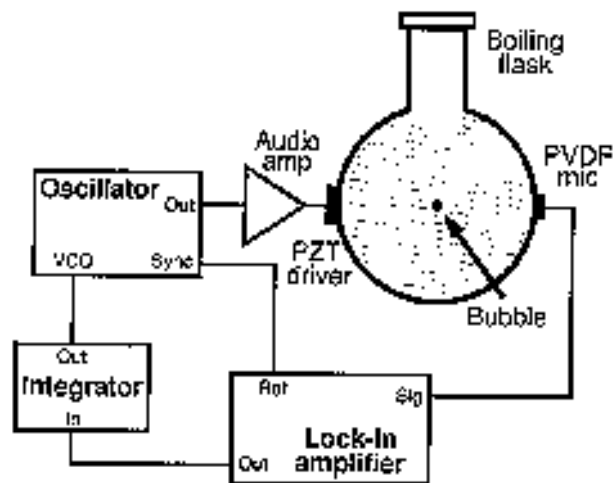 Boiling
flask
Audio
amp
PVDF
mic
Oscillator
Out
VCO
Sync
PZT
driver
Bubble
Out
Integrator
In
Ref
Sig
Lock-In
Out
amplifier